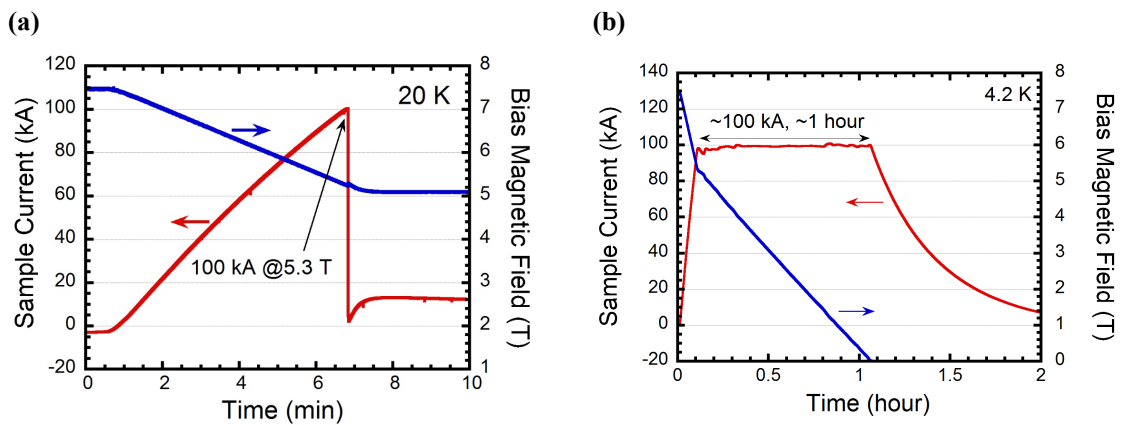 (a)
Sample Current (kA)
120
100
80
60
40
20
0
-20
8
7
6
5
4
3
2
1
Bias Magnetic Field (T)
20 K
100 kA @5.3 T
0 2 4 6 8 10
Time (min)
(b)
Sample Current (kA)
140
120
100
80
60
40
20
0
-20
8
7
6
5
4
3
2
1
0
Bias Magnetic Field (T)
4.2 K
~100 kA, ~1 hour
0 0.5 1 1.5 2
Time (hour)